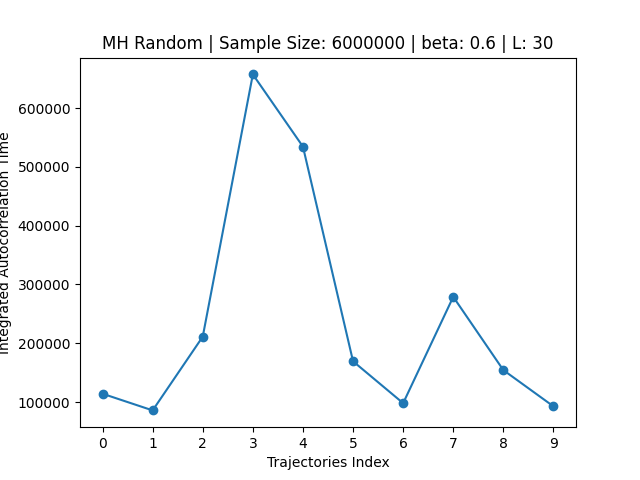 MH Random | Sample Size: 6000000 | beta: 0.6 | L: 30
600000
500000
400000
300000
200000
100000
Integrated Autocorrelation Time
0 1 2 3 4 5 6 7 8 9
Trajectories Index